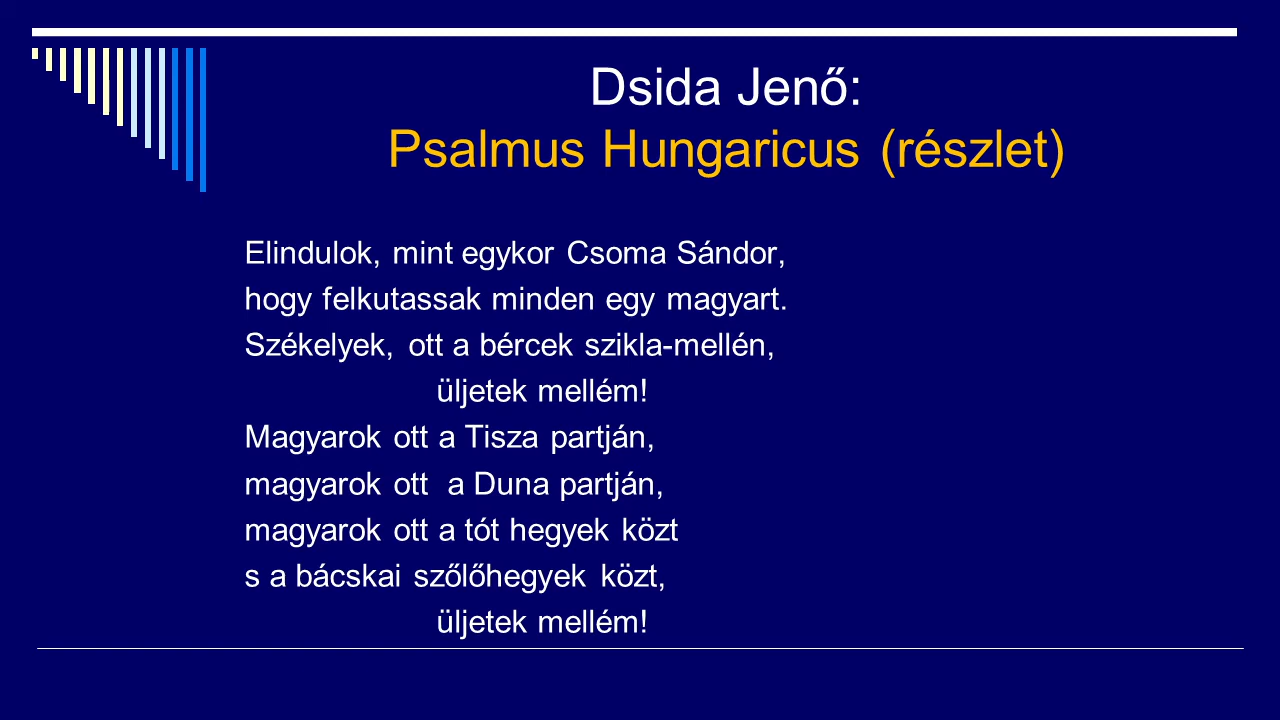 Dsida Jenő:
Psalmus Hungaricus (részlet)
Elindulok, mint egykor Csoma Sándor,
hogy felkutassak minden egy magyart.
Székelyek, ott a bércek szikla-mellén,
üljetek mellém!
Magyarok ott a Tisza partján,
magyarok ott  a Duna partján,
magyarok ott a tót hegyek közt
s a bácskai szőlőhegyek közt,
üljetek mellém!